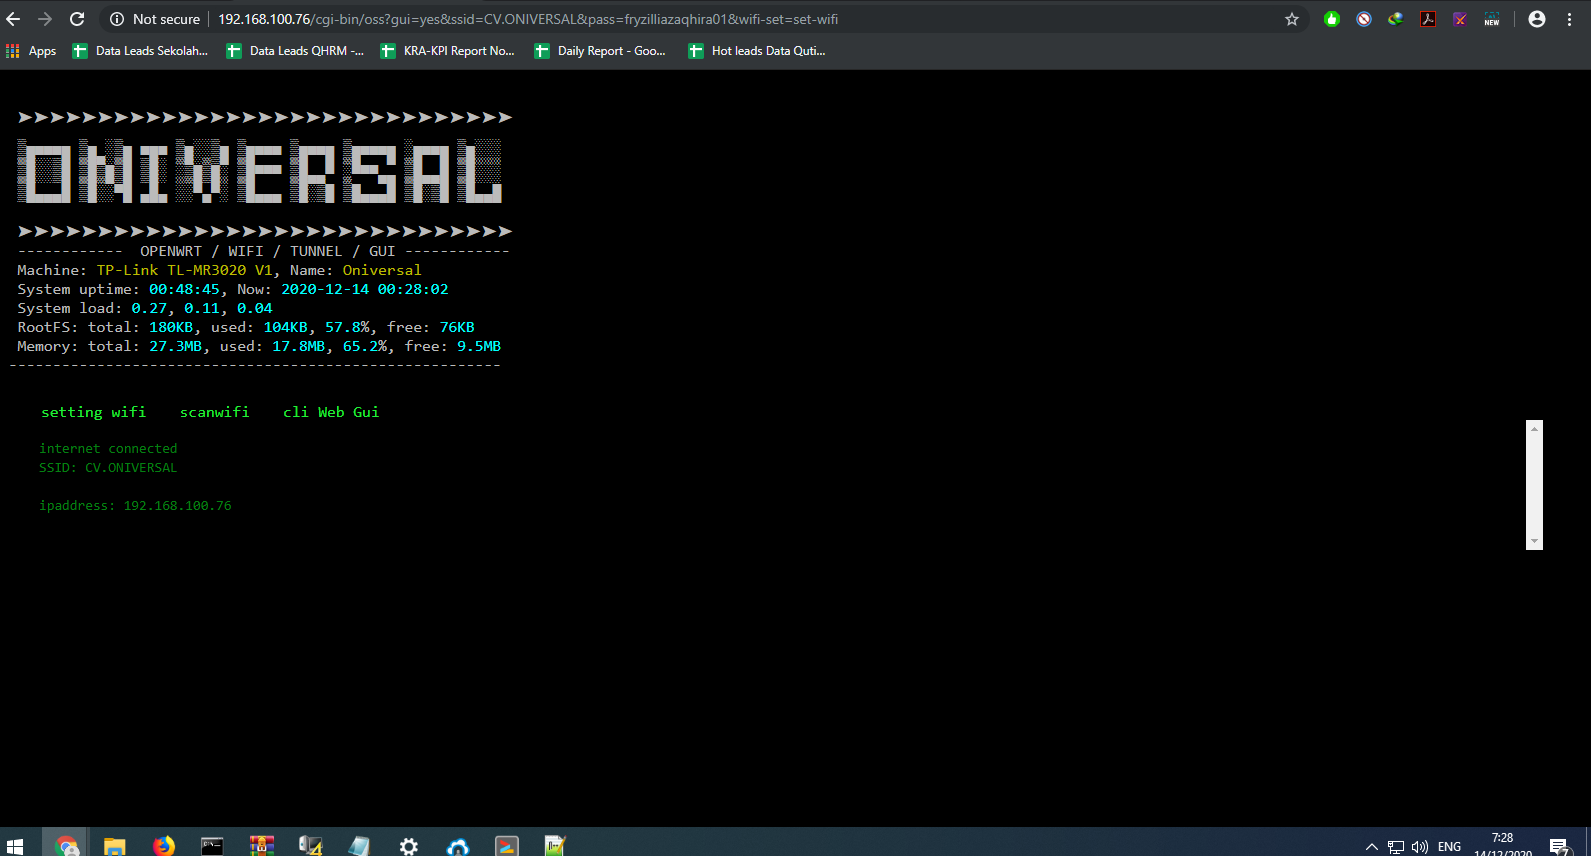 Not secure 192.168.100.76/cgi-bin/oss?gui=yes&ssid=CV.ONIVERSAL&pass=fryzilliazaqhira01&wifi-set=set-wifi
NEW
Apps Data Leads Sekolah... Data Leads QHRM -... KRA-KPI Report No... Daily Report - Goo... Hot leads Data Quti...
ONIVERSAL
------------ OPENWRT / WIFI / TUNNEL / GUI ------------
Machine: TP-Link TL-MR3020 V1, Name: Oniversal
System uptime: 00:48:45, Now: 2020-12-14 00:28:02
System load: 0.27, 0.11, 0.04
RootFS: total: 180KB, used: 104KB, 57.8%, free: 76KB
Memory: total: 27.3MB, used: 17.8MB, 65.2%, free: 9.5MB
--------------------------------------------------------
setting wifi scanwifi cli Web Gui
internet connected
SSID: CV.ONIVERSAL
ipaddress: 192.168.100.76
ENG
7:28
14/12/2020
7